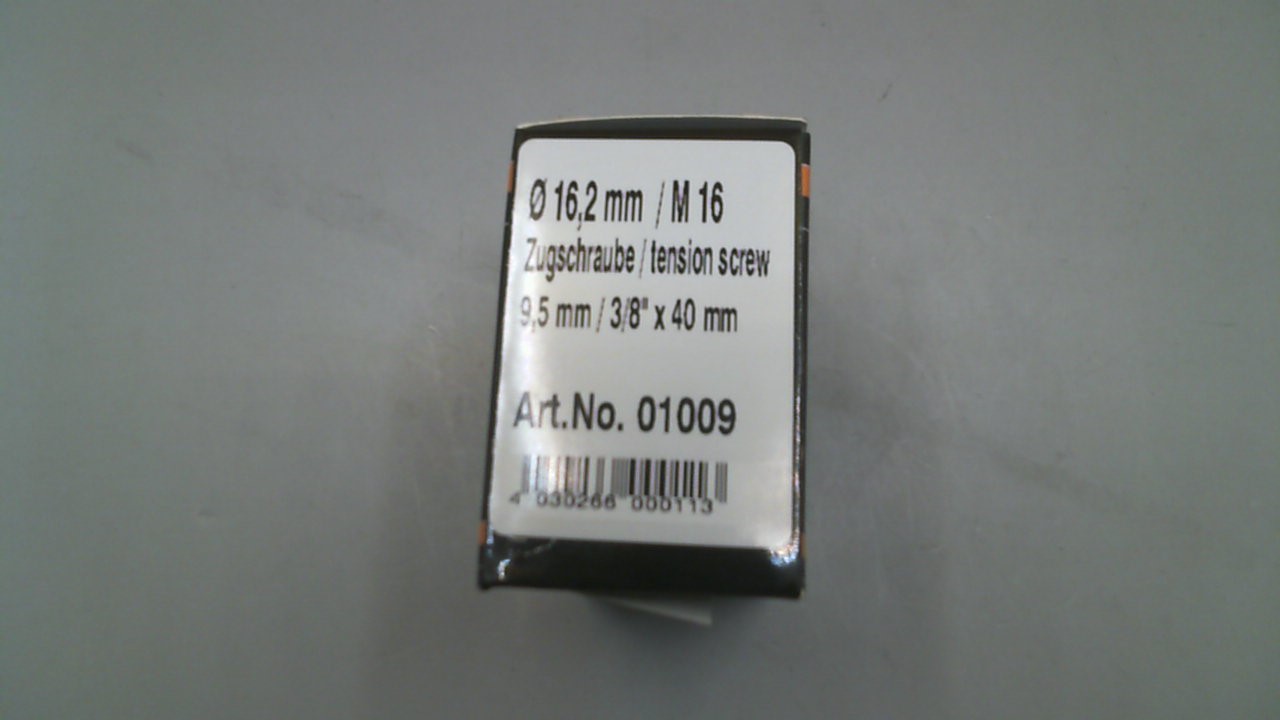 Ø 16,2 mm / M 16
Zugschraube / tension screw
9,5 mm / 3/8" x 40 mm
Art.No. 01009
4 030266 000113